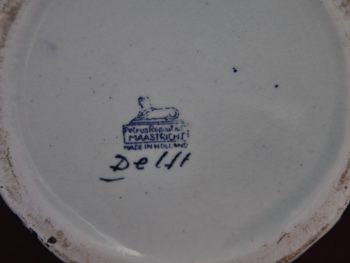 Petrus Regout & Co
MAASTRICHT
MADE IN HOLLAND
Delft